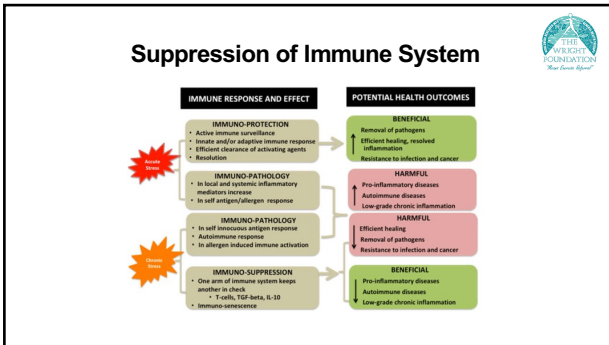 Suppression of Immune System
THE
WRIGHT
FOUNDATION
IMMUNE RESPONSE AND EFFECT
POTENTIAL HEALTH OUTCOMES
Accute
Stress
Chronic
Stress
IMMUNO-PROTECTION
• Active immune surveillance
• Innate and/or adaptive immune response
• Efficient clearance of activating agents
• Resolution
IMMUNO-PATHOLOGY
• In local and systemic inflammatory
mediators increase
• In self antigen/allergen response
IMMUNO-PATHOLOGY
• In self innocuous antigen response
• Autoimmune response
• In allergen induced immune activation
IMMUNO-SUPPRESSION
• One arm of immune system keeps
another in check
• T-cells, TGF-beta, IL-10
• Immuno-senescence
BENEFICIAL
Removal of pathogens
Efficient healing, resolved
inflammation
Resistance to infection and cancer
HARMFUL
Pro-inflammatory diseases
Autoimmune diseases
Low-grade chronic inflammation
HARMFUL
Efficient healing
Removal of pathogens
Resistance to infection and cancer
BENEFICIAL
Pro-inflammatory diseases
Autoimmune diseases
Low-grade chronic inflammation